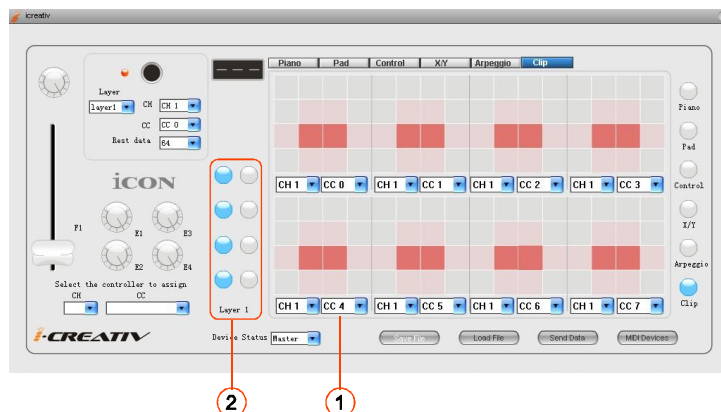 icreativ
Piano Pad Control X/Y Arpeggio Clip
Layer
layer1 CH CH 1
CC CC 0
Rest data 64
iCON
F1 E1 E3
E2 E4
Select the controller to assign
CH CC
i-CREATIV
Layer 1
CH 1 CC 0 CH 1 CC 1 CH 1 CC 2 CH 1 CC 3
CH 1 CC 4 CH 1 CC 5 CH 1 CC 6 CH 1 CC 7
Piano
Pad
Control
X/Y
Arpeggio
Clip
Device Status Master Save File Load File Send Data MIDI Devices
2 1